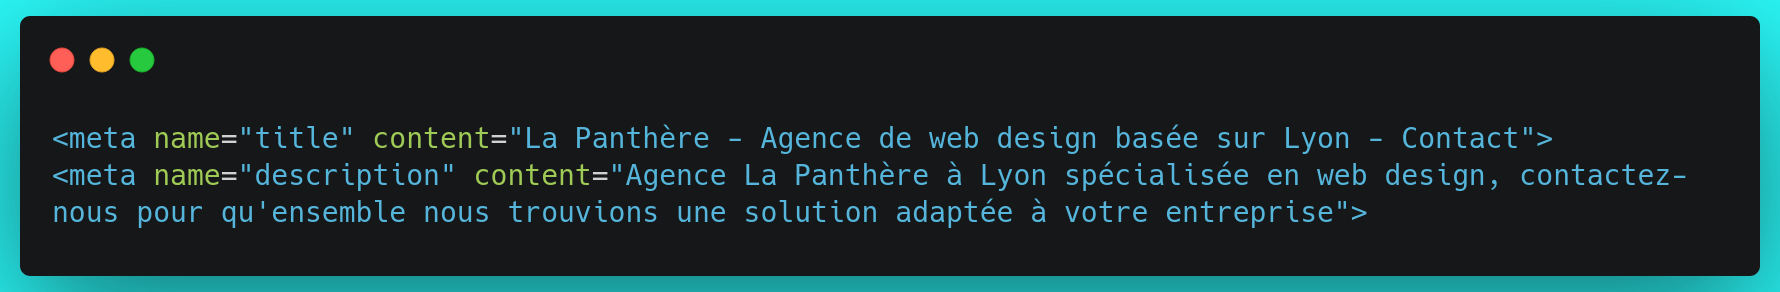 <meta name="title" content="La Panthère - Agence de web design basée sur Lyon - Contact">
<meta name="description" content="Agence La Panthère à Lyon spécialisée en web design, contactez-
nous pour qu'ensemble nous trouvions une solution adaptée à votre entreprise">